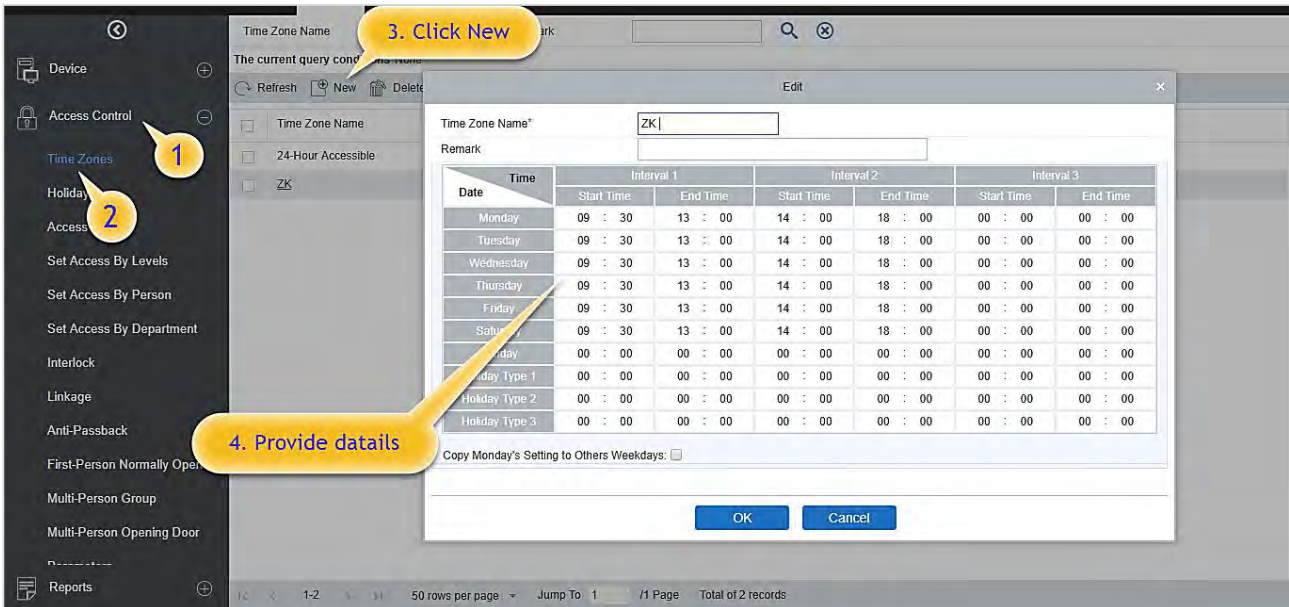 Time Zone Name
3. Click New
The current query conditions None
Refresh New Delete
Time Zone Name
24-Hour Accessible
ZK
Device
Access Control
1
Time Zones
2
Holiday
Access
Set Access By Levels
Set Access By Person
Set Access By Department
Interlock
Linkage
Anti-Passback
First-Person Normally Open
Multi-Person Group
Multi-Person Opening Door
Reports
Edit
Time Zone Name* ZK
Remark
Time Interval 1 Interval 2 Interval 3
Date Start Time End Time Start Time End Time Start Time End Time
Monday 09 : 30 13 : 00 14 : 00 18 : 00 00 : 00 00 : 00
Tuesday 09 : 30 13 : 00 14 : 00 18 : 00 00 : 00 00 : 00
Wednesday 09 : 30 13 : 00 14 : 00 18 : 00 00 : 00 00 : 00
Thursday 09 : 30 13 : 00 14 : 00 18 : 00 00 : 00 00 : 00
Friday 09 : 30 13 : 00 14 : 00 18 : 00 00 : 00 00 : 00
Saturday 09 : 30 13 : 00 14 : 00 18 : 00 00 : 00 00 : 00
day 00 : 00 00 : 00 00 : 00 00 : 00 00 : 00 00 : 00
Holiday Type 1 00 : 00 00 : 00 00 : 00 00 : 00 00 : 00 00 : 00
Holiday Type 2 00 : 00 00 : 00 00 : 00 00 : 00 00 : 00 00 : 00
Holiday Type 3 00 : 00 00 : 00 00 : 00 00 : 00 00 : 00 00 : 00
4. Provide datails
Copy Monday's Setting to Others Weekdays:
OK Cancel
1-2 50 rows per page Jump To 1 /1 Page Total of 2 records